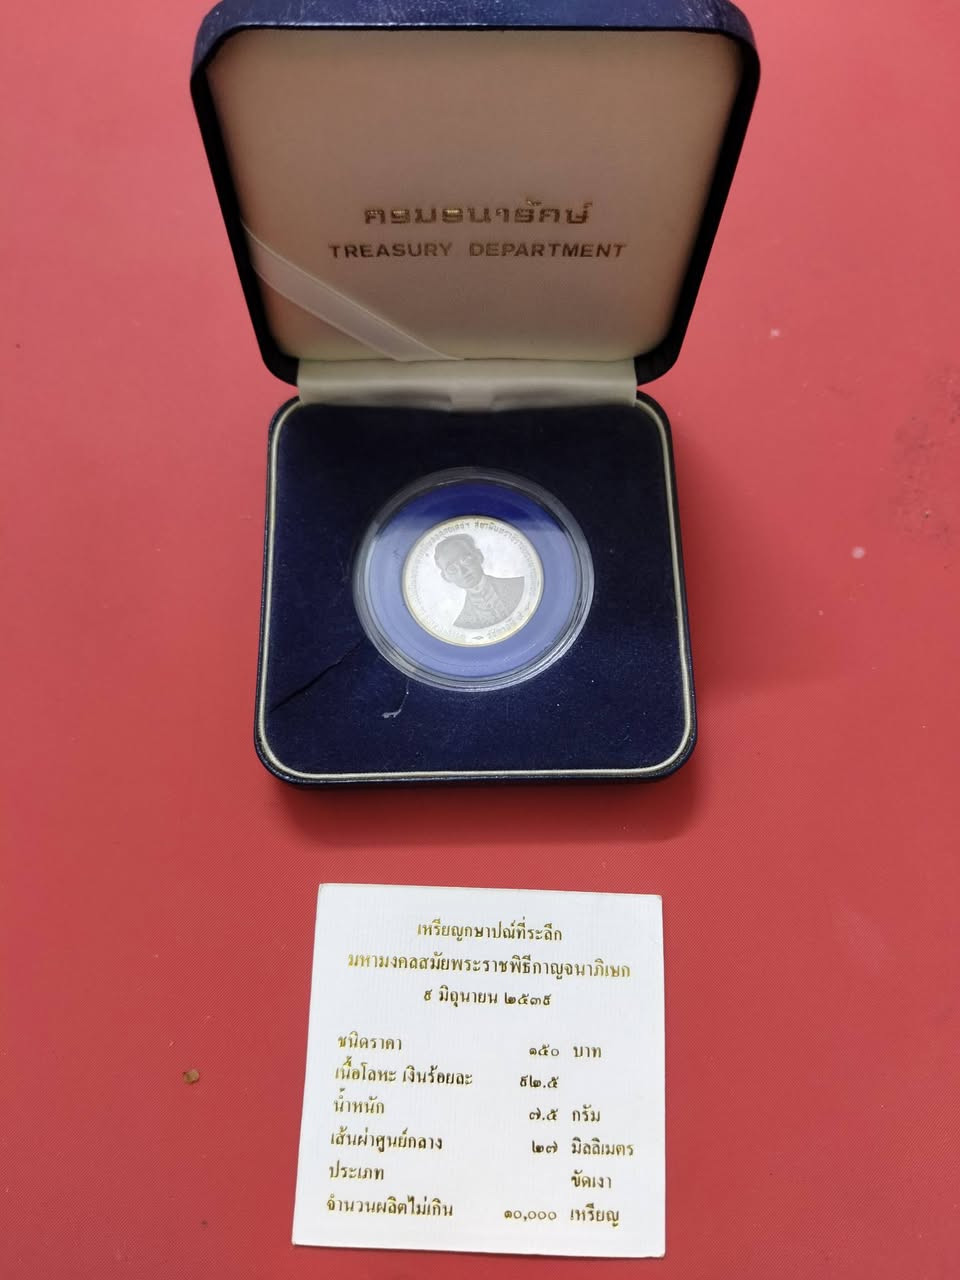 กรมธนารักษ์
TREASURY DEPARTMENT
เหรียญกษาปณ์ที่ระลึก
มหามงคลสมัยพระราชพิธีกาญจนาภิเษก
๙ มิถุนายน ๒๕๓๙
ชนิดราคา ๑๕๐ บาท
เนื้อโลหะ เงินร้อยละ ๙๒.๕
น้ำหนัก ๗.๕ กรัม
เส้นผ่าศูนย์กลาง ๒๗ มิลลิเมตร
ประเภท ขัดเงา
จำนวนผลิตไม่เกิน ๑๐,๐๐๐ เหรียญ